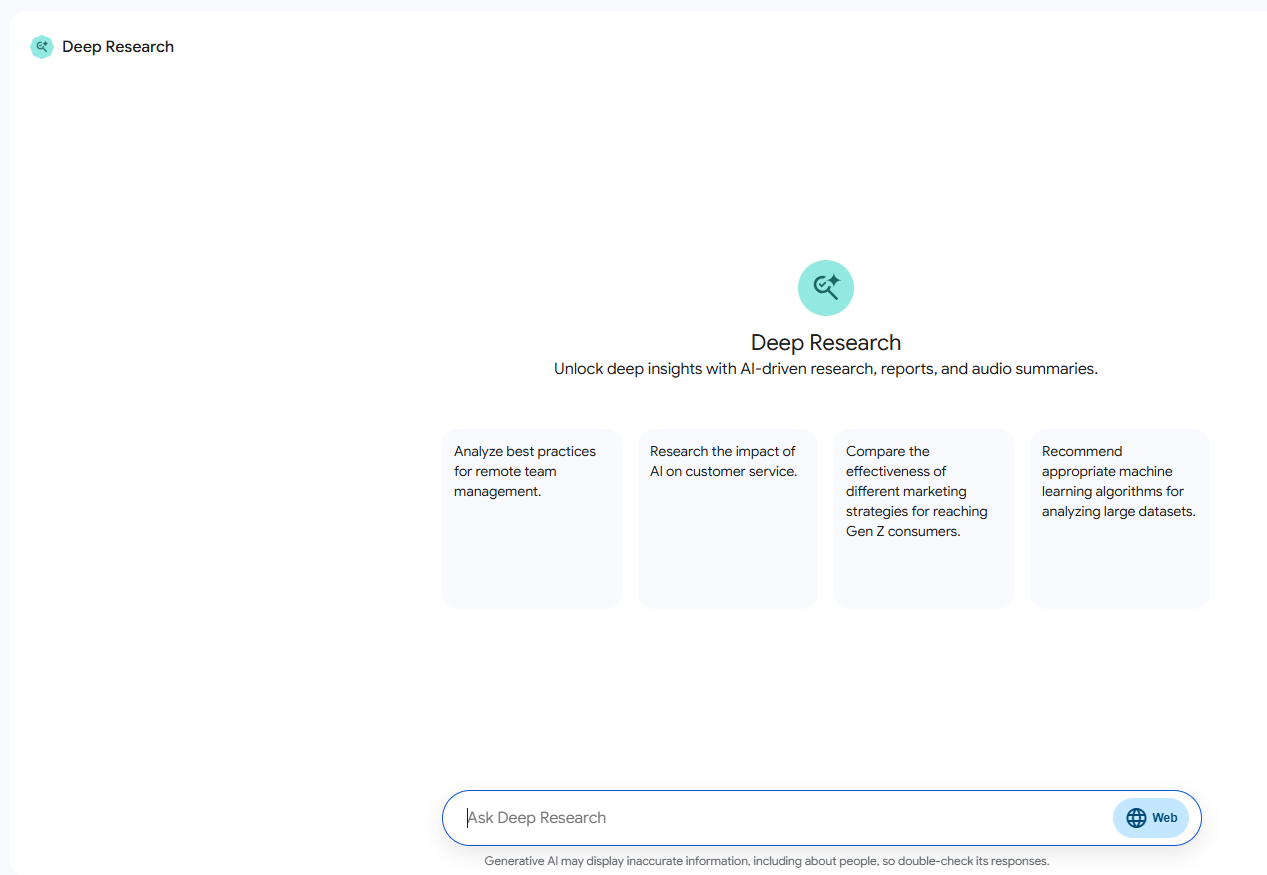 Deep Research
Deep Research
Unlock deep insights with AI-driven research, reports, and audio summaries.
Analyze best practices
for remote team
management.
Research the impact of
AI on customer service.
Compare the
effectiveness of
different marketing
strategies for reaching
Gen Z consumers.
Recommend
appropriate machine
learning algorithms for
analyzing large datasets.
Ask Deep Research
Web
Generative AI may display inaccurate information, including about people, so double-check its responses.